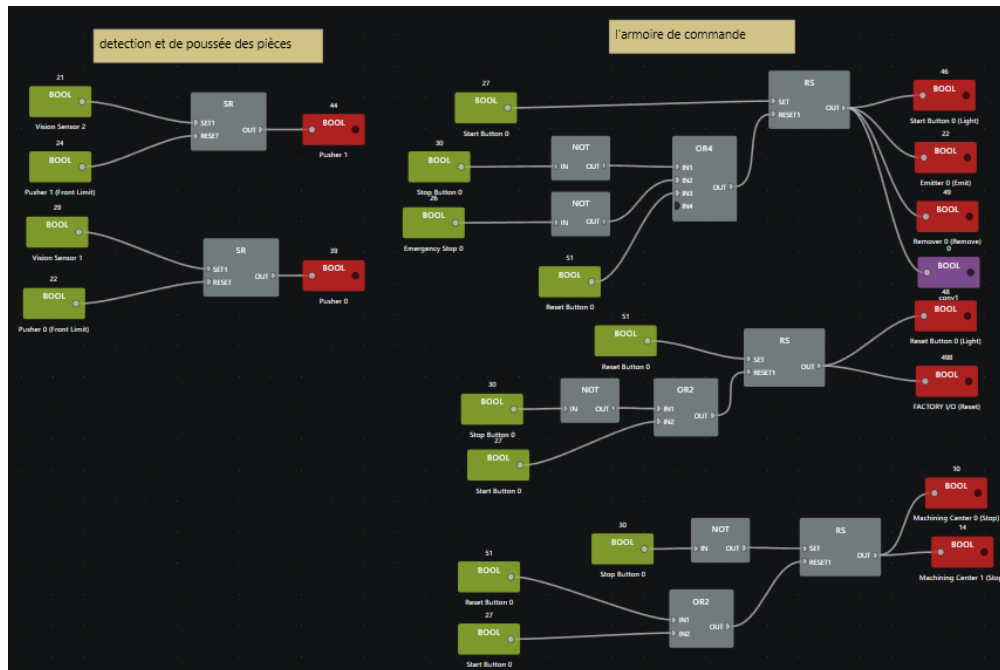 detection et de poussée des pièces
21
BOOL
Vision Sensor 2
24
BOOL
Pusher 1 (Front Limit)
SR
SET1
RESET
OUT
44
BOOL
Pusher 1
29
BOOL
Vision Sensor 1
22
BOOL
Pusher 0 (Front Limit)
SR
SET1
RESET
OUT
39
BOOL
Pusher 0
l'armoire de commande
27
BOOL
Start Button 0
30
BOOL
Stop Button 0
26
BOOL
Emergency Stop 0
51
BOOL
Reset Button 0
NOT
IN OUT
NOT
IN OUT
OR4
IN1
IN2
IN3
IN4
OUT
RS
SET
RESET1
OUT
46
BOOL
Start Button 0 (Light)
22
BOOL
Emitter 0 (Emit)
49
BOOL
Remover 0 (Remove)
0
BOOL
conv1
51
BOOL
Reset Button 0
30
BOOL
Stop Button 0
27
BOOL
Start Button 0
NOT
IN OUT
OR2
IN1
IN2
OUT
RS
SET
RESET1
OUT
48
BOOL
Reset Button 0 (Light)
498
BOOL
FACTORY I/O (Reset)
30
BOOL
Stop Button 0
51
BOOL
Reset Button 0
27
BOOL
Start Button 0
NOT
IN OUT
OR2
IN1
IN2
OUT
RS
SET
RESET1
OUT
10
BOOL
Machining Center 0 (Stop)
14
BOOL
Machining Center 1 (Stop